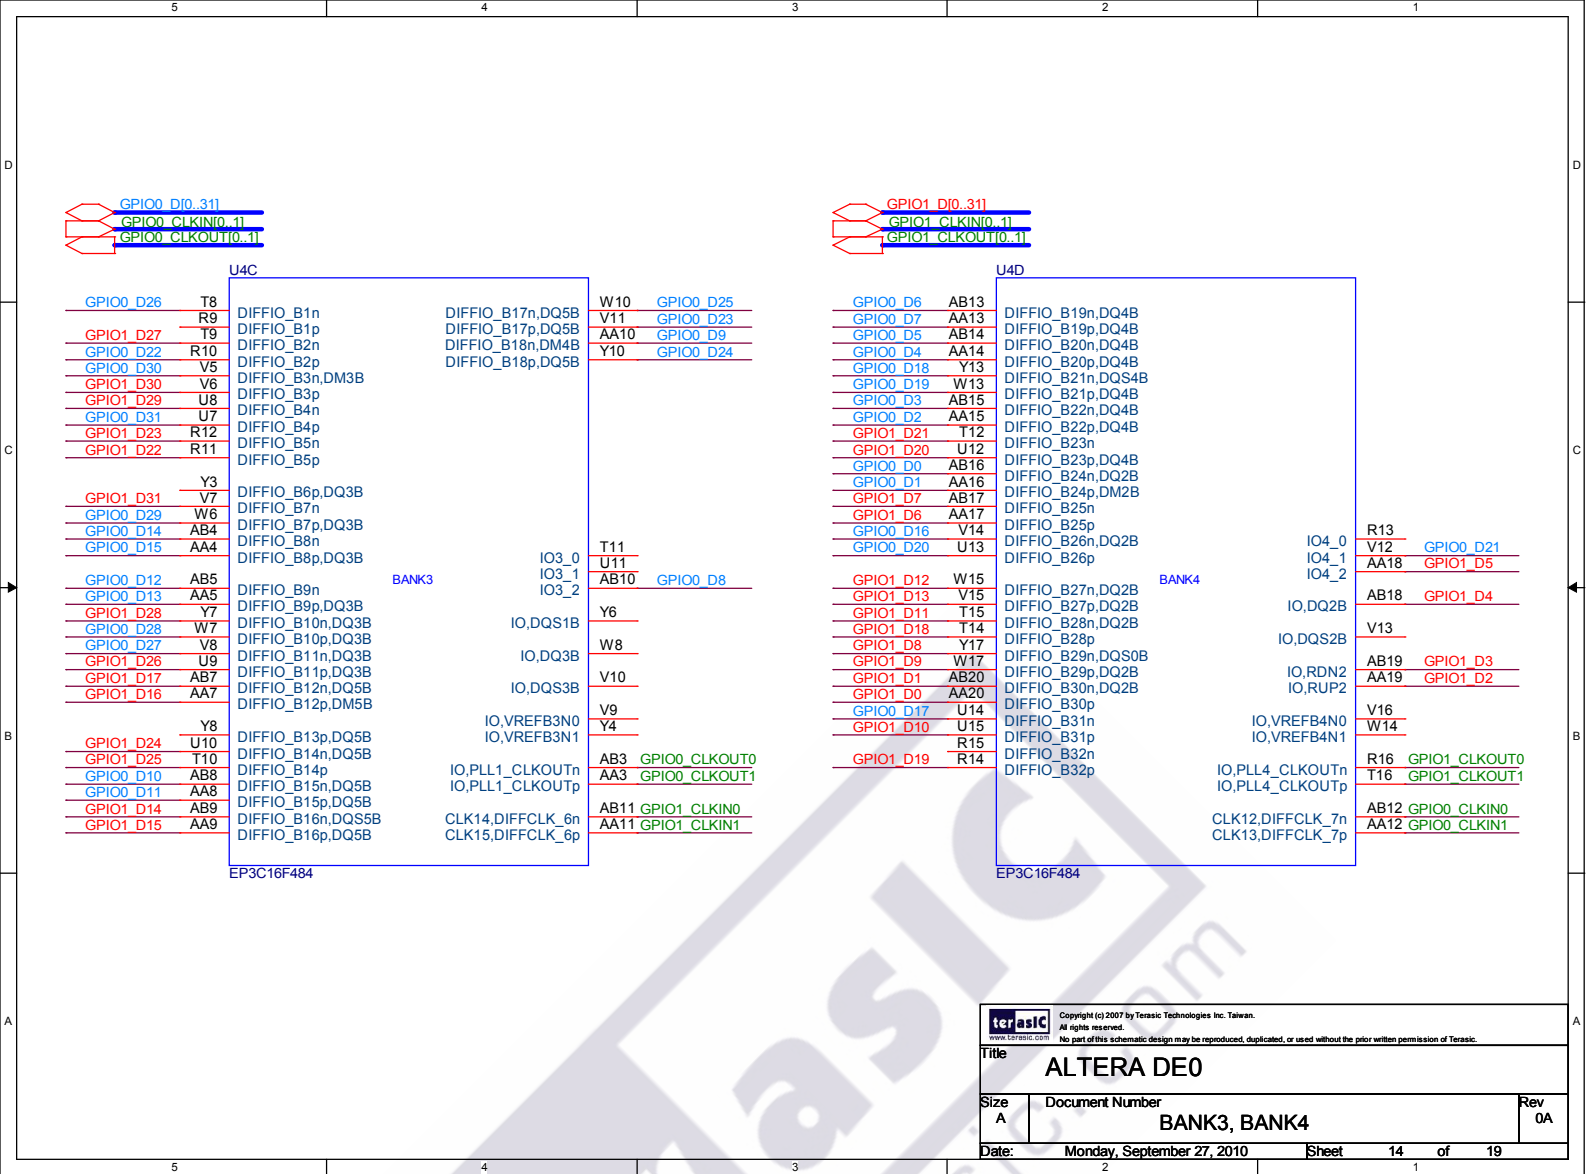 5 4 3 2 1
D D
C C
B B
A A
GPIO0_D[0..31]
GPIO0_CLKIN[0..1]
GPIO0_CLKOUT[0..1]
U4C
GPIO0_D26 T8 DIFFIO_B1n
R9 DIFFIO_B1p
GPIO1_D27 T9 DIFFIO_B2n
GPIO0_D22 R10 DIFFIO_B2p
GPIO0_D30 V5 DIFFIO_B3n,DM3B
GPIO1_D30 V6 DIFFIO_B3p
GPIO1_D29 U8 DIFFIO_B4n
GPIO0_D31 U7 DIFFIO_B4p
GPIO1_D23 R12 DIFFIO_B5n
GPIO1_D22 R11 DIFFIO_B5p
Y3 DIFFIO_B6p,DQ3B
GPIO1_D31 V7 DIFFIO_B7n
GPIO0_D29 W6 DIFFIO_B7p,DQ3B
GPIO0_D14 AB4 DIFFIO_B8n
GPIO0_D15 AA4 DIFFIO_B8p,DQ3B
GPIO0_D12 AB5 DIFFIO_B9n
GPIO0_D13 AA5 DIFFIO_B9p,DQ3B
GPIO1_D28 Y7 DIFFIO_B10n,DQ3B
GPIO0_D28 W7 DIFFIO_B10p,DQ3B
GPIO0_D27 V8 DIFFIO_B11n,DQ3B
GPIO1_D26 U9 DIFFIO_B11p,DQ3B
GPIO1_D17 AB7 DIFFIO_B12n,DQ5B
GPIO1_D16 AA7 DIFFIO_B12p,DM5B
Y8 DIFFIO_B13p,DQ5B
GPIO1_D24 U10 DIFFIO_B14n,DQ5B
GPIO1_D25 T10 DIFFIO_B14p
GPIO0_D10 AB8 DIFFIO_B15n,DQ5B
GPIO0_D11 AA8 DIFFIO_B15p,DQ5B
GPIO1_D14 AB9 DIFFIO_B16n,DQS5B
GPIO1_D15 AA9 DIFFIO_B16p,DQ5B
BANK3
DIFFIO_B17n,DQ5B W10 GPIO0_D25
DIFFIO_B17p,DQ5B V11 GPIO0_D23
DIFFIO_B18n,DM4B AA10 GPIO0_D9
DIFFIO_B18p,DQ5B Y10 GPIO0_D24
IO3_0 T11
IO3_1 U11
IO3_2 AB10 GPIO0_D8
IO,DQS1B Y6
IO,DQ3B W8
IO,DQS3B V10
IO,VREFB3N0 V9
IO,VREFB3N1 Y4
IO,PLL1_CLKOUTn AB3 GPIO0_CLKOUT0
IO,PLL1_CLKOUTp AA3 GPIO0_CLKOUT1
CLK14,DIFFCLK_6n AB11 GPIO1_CLKIN0
CLK15,DIFFCLK_6p AA11 GPIO1_CLKIN1
EP3C16F484
GPIO1_D[0..31]
GPIO1_CLKIN[0..1]
GPIO1_CLKOUT[0..1]
U4D
GPIO0_D6 AB13 DIFFIO_B19n,DQ4B
GPIO0_D7 AA13 DIFFIO_B19p,DQ4B
GPIO0_D5 AB14 DIFFIO_B20n,DQ4B
GPIO0_D4 AA14 DIFFIO_B20p,DQ4B
GPIO0_D18 Y13 DIFFIO_B21n,DQS4B
GPIO0_D19 W13 DIFFIO_B21p,DQ4B
GPIO0_D3 AB15 DIFFIO_B22n,DQ4B
GPIO0_D2 AA15 DIFFIO_B22p,DQ4B
GPIO1_D21 T12 DIFFIO_B23n
GPIO1_D20 U12 DIFFIO_B23p,DQ4B
GPIO0_D0 AB16 DIFFIO_B24n,DQ2B
GPIO0_D1 AA16 DIFFIO_B24p,DM2B
GPIO1_D7 AB17 DIFFIO_B25n
GPIO1_D6 AA17 DIFFIO_B25p
GPIO0_D16 V14 DIFFIO_B26n,DQ2B
GPIO0_D20 U13 DIFFIO_B26p
GPIO1_D12 W15 DIFFIO_B27n,DQ2B
GPIO1_D13 V15 DIFFIO_B27p,DQ2B
GPIO1_D11 T15 DIFFIO_B28n,DQ2B
GPIO1_D18 T14 DIFFIO_B28p
GPIO1_D8 Y17 DIFFIO_B29n,DQS0B
GPIO1_D9 W17 DIFFIO_B29p,DQ2B
GPIO1_D1 AB20 DIFFIO_B30n,DQ2B
GPIO1_D0 AA20 DIFFIO_B30p
GPIO0_D17 U14 DIFFIO_B31n
GPIO1_D10 U15 DIFFIO_B31p
R15 DIFFIO_B32n
GPIO1_D19 R14 DIFFIO_B32p
BANK4
IO4_0 R13
IO4_1 V12 GPIO0_D21
IO4_2 AA18 GPIO1_D5
IO,DQ2B AB18 GPIO1_D4
IO,DQS2B V13
IO,RDN2 AB19 GPIO1_D3
IO,RUP2 AA19 GPIO1_D2
IO,VREFB4N0 V16
IO,VREFB4N1 W14
IO,PLL4_CLKOUTn R16 GPIO1_CLKOUT0
IO,PLL4_CLKOUTp T16 GPIO1_CLKOUT1
CLK12,DIFFCLK_7n AB12 GPIO0_CLKIN0
CLK13,DIFFCLK_7p AA12 GPIO0_CLKIN1
EP3C16F484
asic
sic.com
terasIC
www.terasic.com
Copyright (c) 2007 by Terasic Technologies Inc. Taiwan.
All rights reserved.
No part of this schematic design may be reproduced, duplicated, or used without the prior written permission of Terasic.
Title
ALTERA DE0
Size Document Number Rev
A BANK3, BANK4 0A
Date: Monday, September 27, 2010 Sheet 14 of 19
5 4 3 2 1